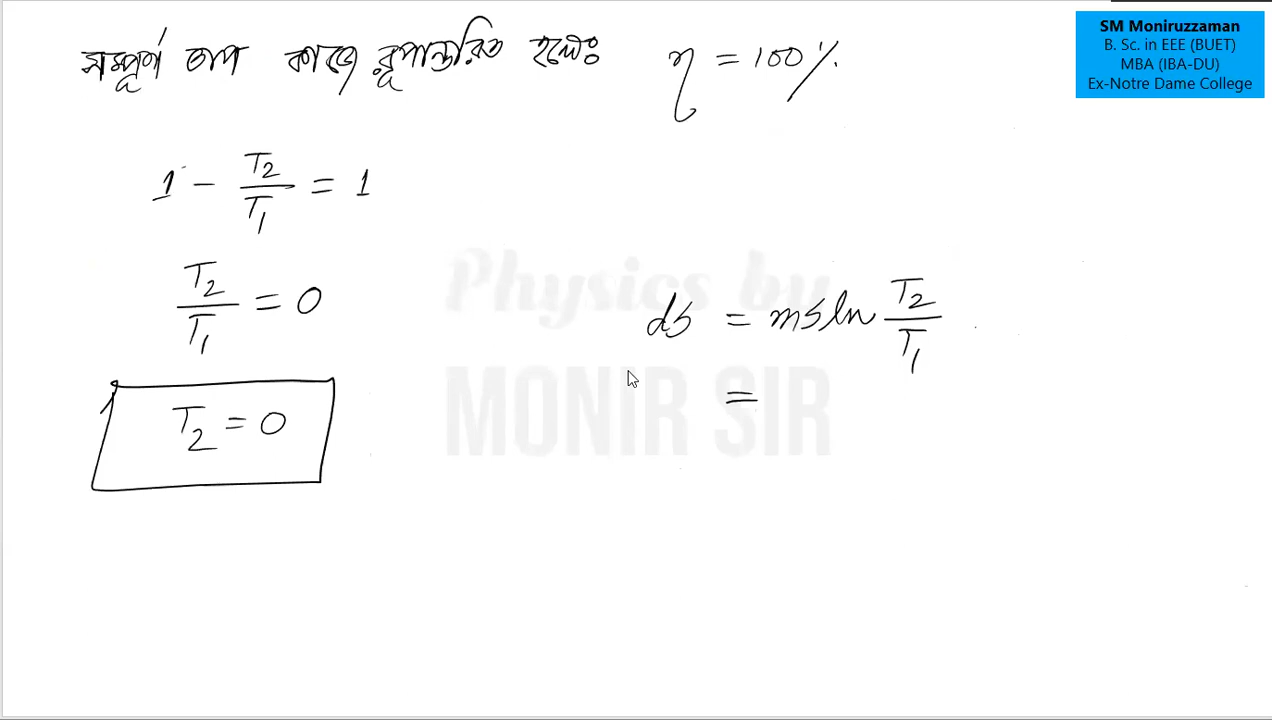 সম্পূর্ণ তাপ কাজে রূপান্তরিত হলেঃ η = 100%
SM Moniruzzaman
B. Sc. in EEE (BUET)
MBA (IBA-DU)
Ex-Notre Dame College
1 - T₂/T₁ = 1
T₂/T₁ = 0
T₂ = 0
ds = ms ln T₂/T₁
=
Physics by
MONIR SIR